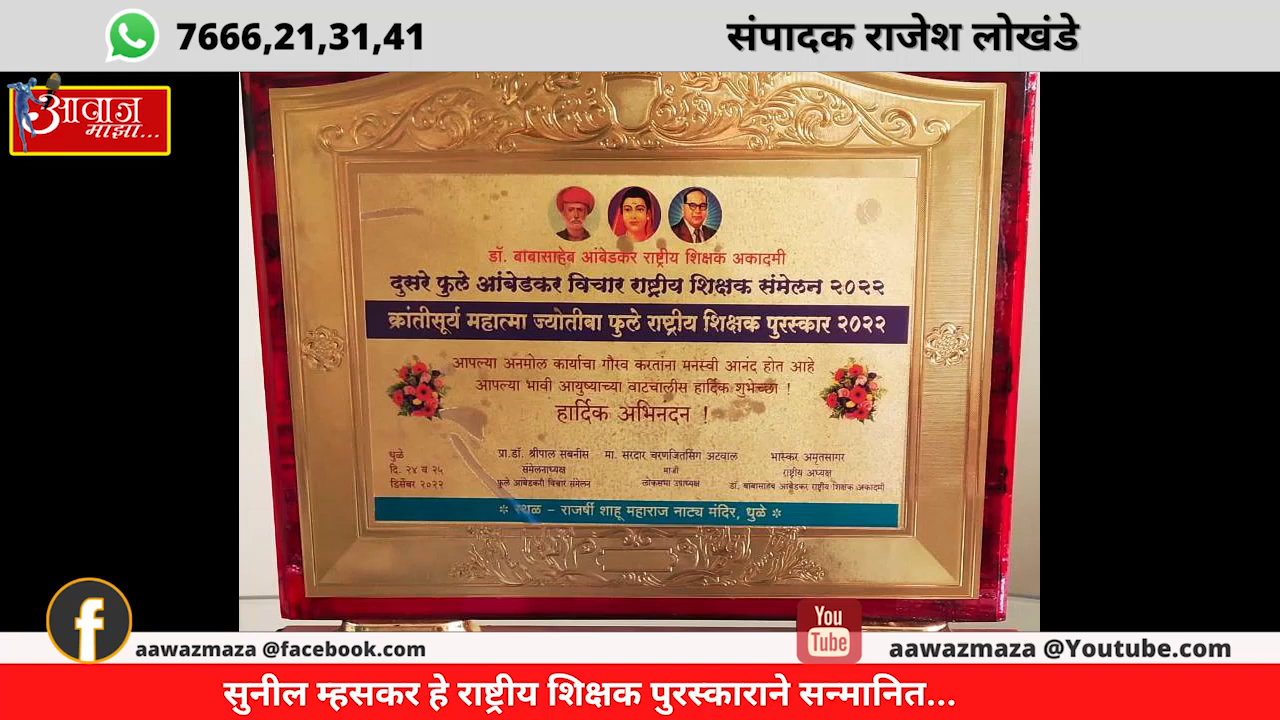 7666,21,31,41
संपादक राजेश लोखंडे
आवाज
माझा...
डॉ. बाबासाहेब आंबेडकर राष्ट्रीय शिक्षक अकादमी
दुसरे फुले आंबेडकर विचार राष्ट्रीय शिक्षक संमेलन २०२२
क्रांतीसूर्य महात्मा ज्योतीबा फुले राष्ट्रीय शिक्षक पुरस्कार २०२२
आपल्या अनमोल कार्याचा गौरव करतांना मनस्वी आनंद होत आहे
आपल्या भावी आयुष्याच्या वाटचालीस हार्दिक शुभेच्छा !
हार्दिक अभिनदन !
धुळे
दि. २४ व २५
डिसेंबर २०२२
प्रा.डॉ. श्रीपाल सबनीस
संमेलनाध्यक्ष
फुले आंबेडकरी विचार संमेलन
मा. सरदार चरणजितसिंग अटवाल
माजी
लोकसभा उपाध्यक्ष
भास्कर अमृतसागर
राष्ट्रीय अध्यक्ष
डॉ. बाबासाहेब आंबेडकर राष्ट्रीय शिक्षक अकादमी
❊ स्थळ – राजर्षी शाहू महाराज नाट्य मंदिर, धुळे ❊
f
aawazmaza @facebook.com
You
Tube
aawazmaza @Youtube.com
सुनील म्हसकर हे राष्ट्रीय शिक्षक पुरस्काराने सन्मानित...